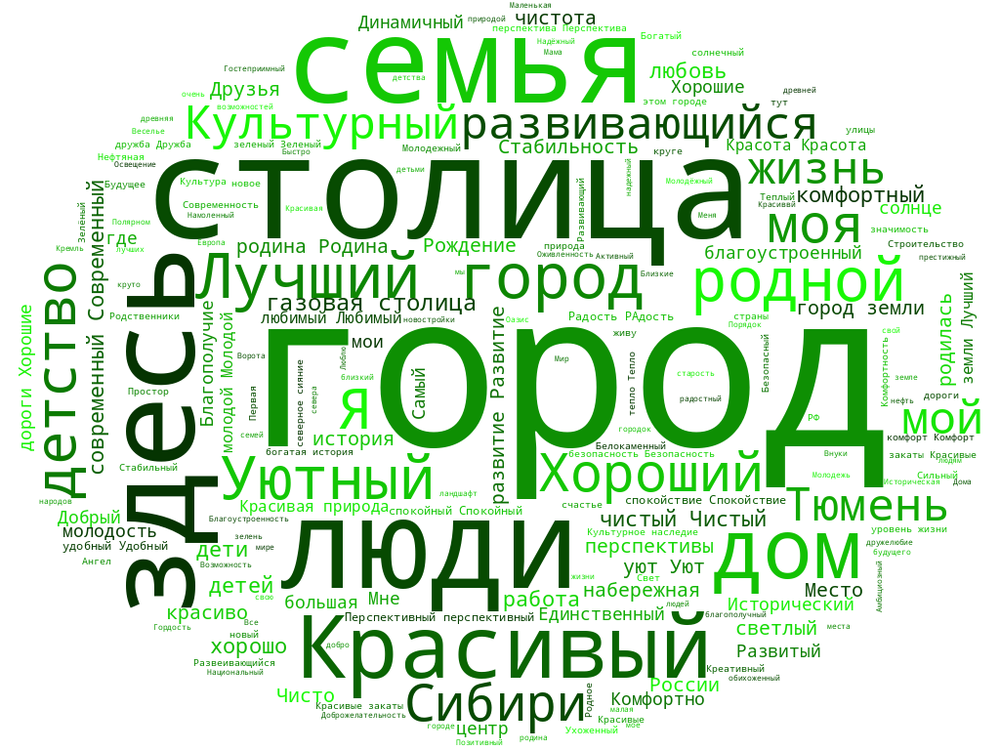 Маленькая
Динамичный
природой
чистота
перспектива Перспектива
Богатый
семья
Надёжный
Мама
солнечный
Гостеприимный
детства
любовь
Хорошие
Друзья
очень
древней
возможностей
этом городе
тут
древняя
Культурный
развивающийся
Веселье
улицы
дружба Дружба
зеленый Зеленый
Быстро
Молодежный
Стабильность
круге
Красота Красота
Нефтяная
Освещение
столица
жизнь
детьми
надежный
Будущее
Культура
новое
Развивающий
Молодёжный
комфортный
Теплый
Красивый
Современный
Современность
Намоленный
Красивая
Меня
моя
солнце
Зелёный
Полярном
где
Европа
родина Родина
Рождение
природа
значимость
Строительство
Кремль
лучших
благоустроенный
Оживленность
Активный
престижный
здесь
Лучший
город
мы
Близкие
родной
детство
круто
газовая столица
город земли
дороги Хорошие
Родственники
Благополучие
молодой Молодой
любимый Любимый
новостройки
развитие Развитие
Оазис
Радость РАдость
страны
Порядок
родилась
земли Лучший
город
мои
живу
свой
Ворота
Люблю
Мир
тепло Тепло
Безопасный
Комфортность
современный
Простор
Первая
северное сияние
севера
близкий
Самый
старость
радостный
земле
нефть
дороги
я
мой
семей
история
городок
РФ
богатая история
Белокаменный
комфорт Комфорт
безопасность Безопасность
Внуки
закаты Красивые
людям
Стабильный
Уютный
Хороший
Молодежь
Сильный
Историческая
Дома
народов
ландшафт
Добрый
Красивая природа
спокойный Спокойный
счастье
спокойствие Спокойствие
Тюмень
Благоустроенность
чистый Чистый
молодость
зелень
люди
Культурное наследие
уровень жизни
удобный Удобный
мире
перспективы
дом
дружелюбие
дети
будущего
Ангел
Возможность
уют Уют
жизни
Свет
Амбициозный
детей
свою
набережная
Место
большая
Мне
работа
людей
Исторический
красиво
Перспективный перспективный
Единственный
благополучный
Гордость
Все
новый
светлый
места
хорошо
добро
Красивый
Развитый
Развеивающийся
Национальный
Креативный
обихоженный
России
Чисто
Родное
Комфортно
Красивые закаты
Сибири
малая
Доброжелательность
Красивые
городе
центр
Ухоженный
мое
родина
Позитивный